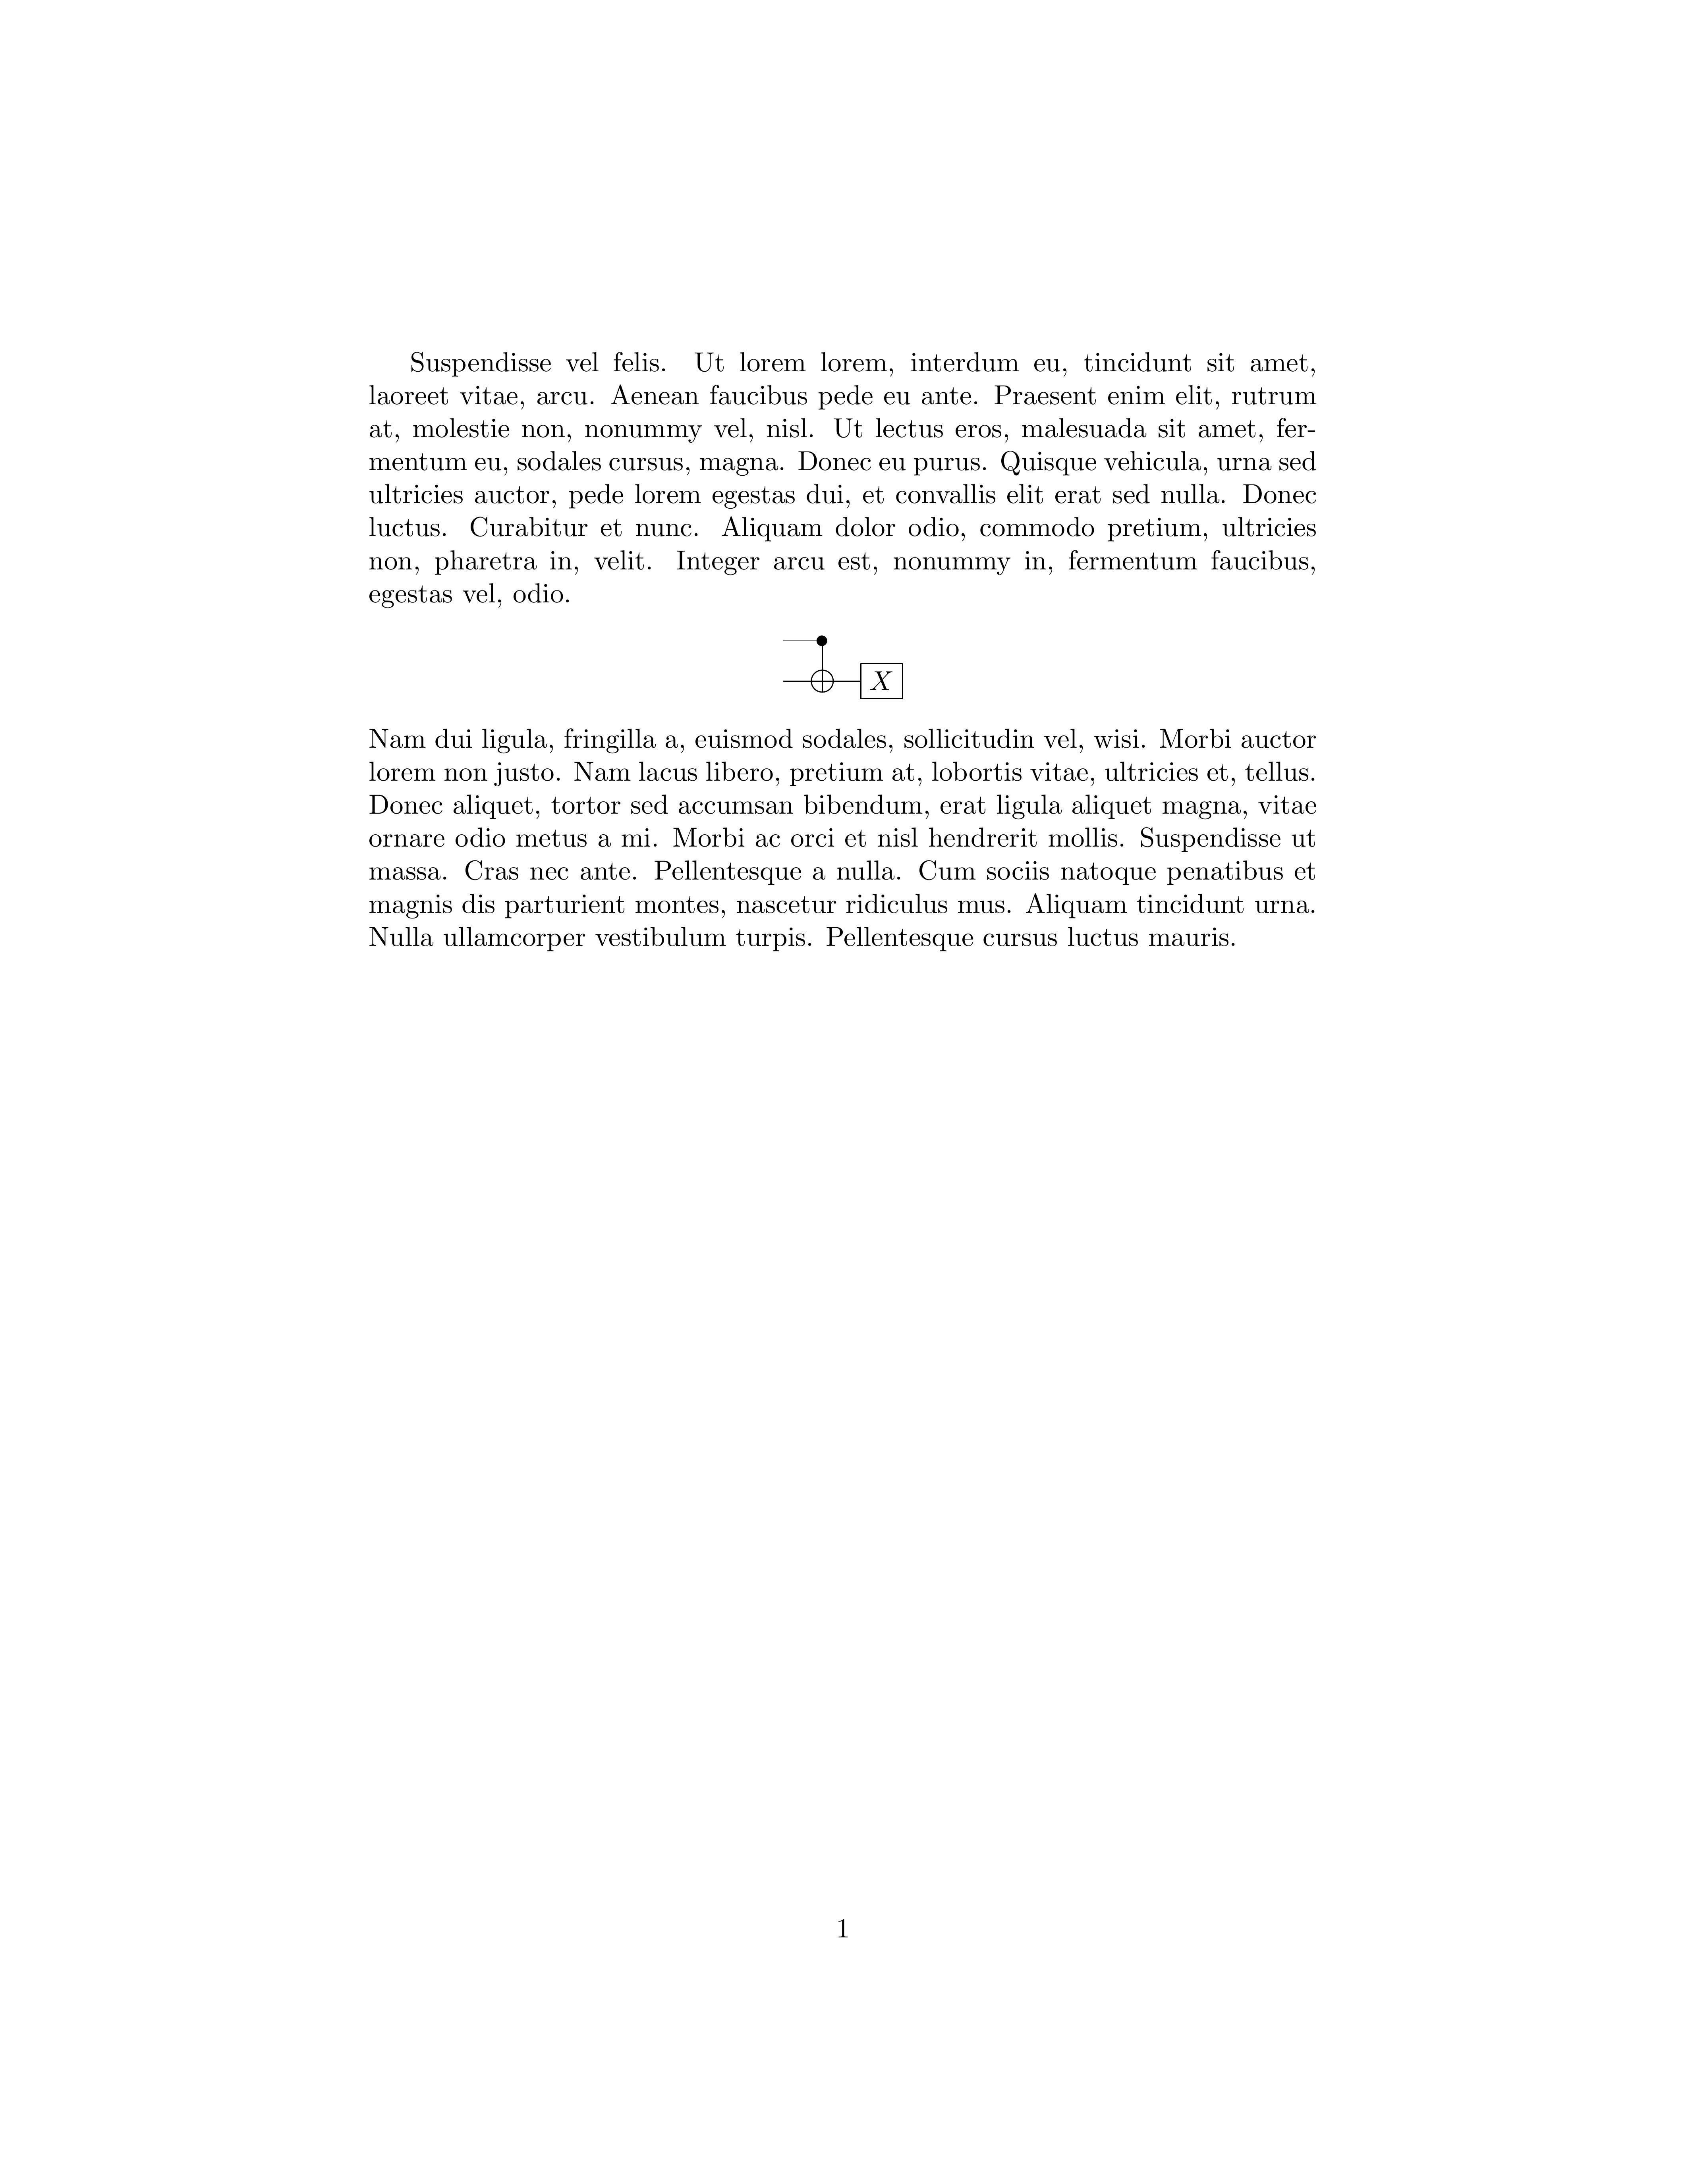 Suspendisse vel felis. Ut lorem lorem, interdum eu, tincidunt sit amet,
laoreet vitae, arcu. Aenean faucibus pede eu ante. Praesent enim elit, rutrum
at, molestie non, nonummy vel, nisl. Ut lectus eros, malesuada sit amet, fer-
mentum eu, sodales cursus, magna. Donec eu purus. Quisque vehicula, urna sed
ultricies auctor, pede lorem egestas dui, et convallis elit erat sed nulla. Donec
luctus. Curabitur et nunc. Aliquam dolor odio, commodo pretium, ultricies
non, pharetra in, velit. Integer arcu est, nonummy in, fermentum faucibus,
egestas vel, odio.
X
Nam dui ligula, fringilla a, euismod sodales, sollicitudin vel, wisi. Morbi auctor
lorem non justo. Nam lacus libero, pretium at, lobortis vitae, ultricies et, tellus.
Donec aliquet, tortor sed accumsan bibendum, erat ligula aliquet magna, vitae
ornare odio metus a mi. Morbi ac orci et nisl hendrerit mollis. Suspendisse ut
massa. Cras nec ante. Pellentesque a nulla. Cum sociis natoque penatibus et
magnis dis parturient montes, nascetur ridiculus mus. Aliquam tincidunt urna.
Nulla ullamcorper vestibulum turpis. Pellentesque cursus luctus mauris.
1